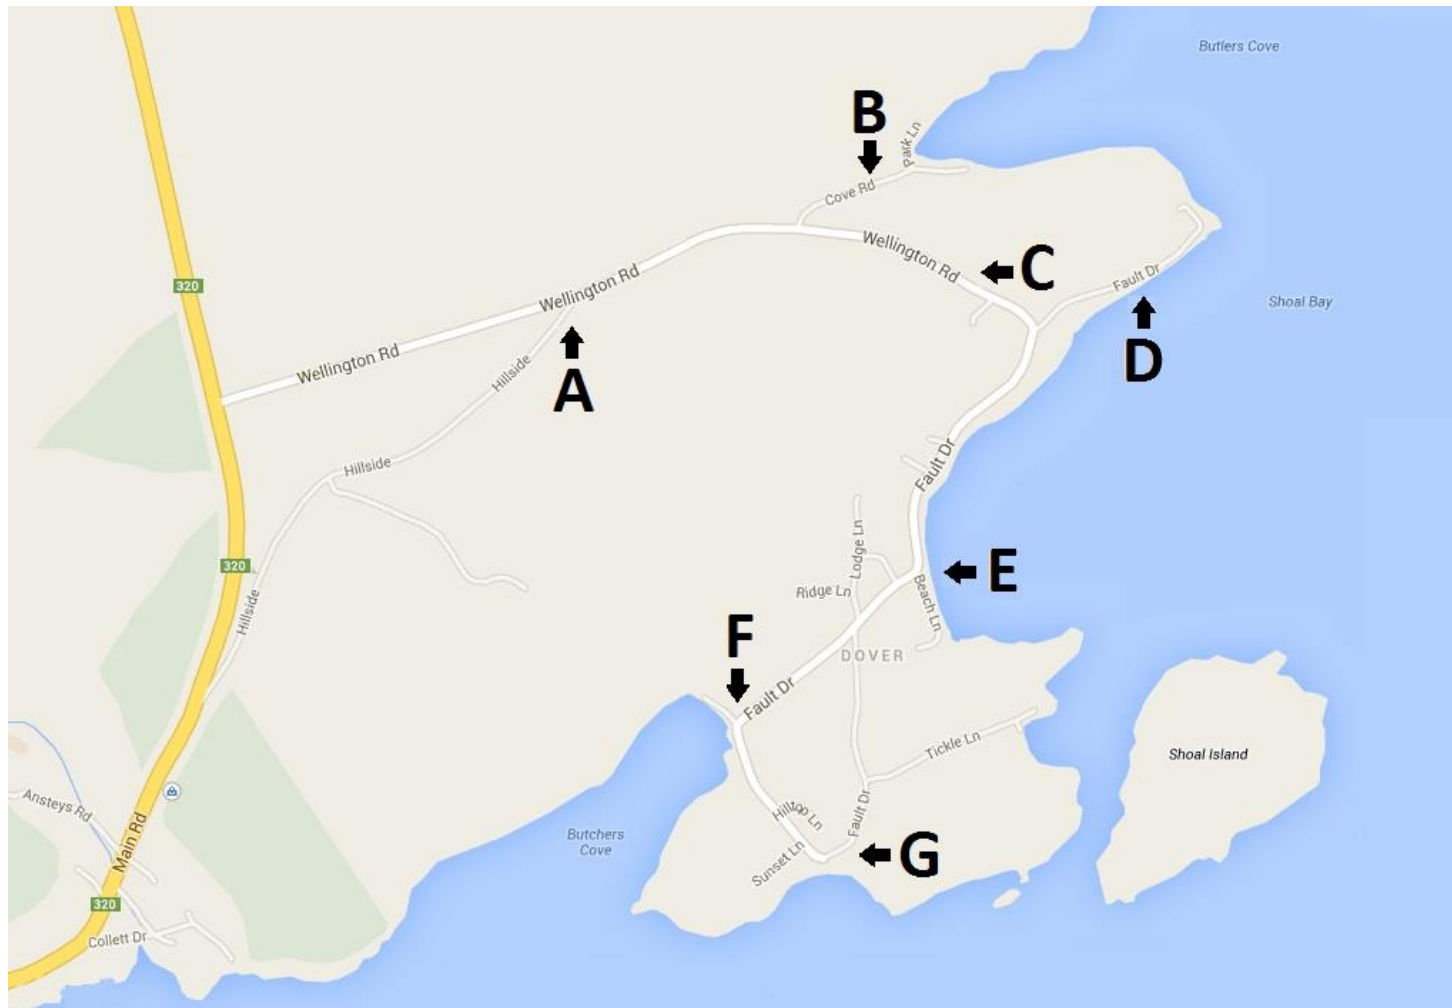 Butlers Cove
B
Park Ln
Cove Rd
Wellington Rd
C
Fault Dr
320
Wellington Rd
Shoal Bay
D
Wellington Rd
A
Hillside
Hillside
Fault Dr
Lodge Ln
320
E
Ridge Ln
Beach Ln
Hillside
F
DOVER
Fault Dr
Tickle Ln
Shoal Island
Ansteys Rd
Hilltop Ln
Fault Dr
Main Rd
Butchers
Cove
G
Sunset Ln
320
Collett Dr